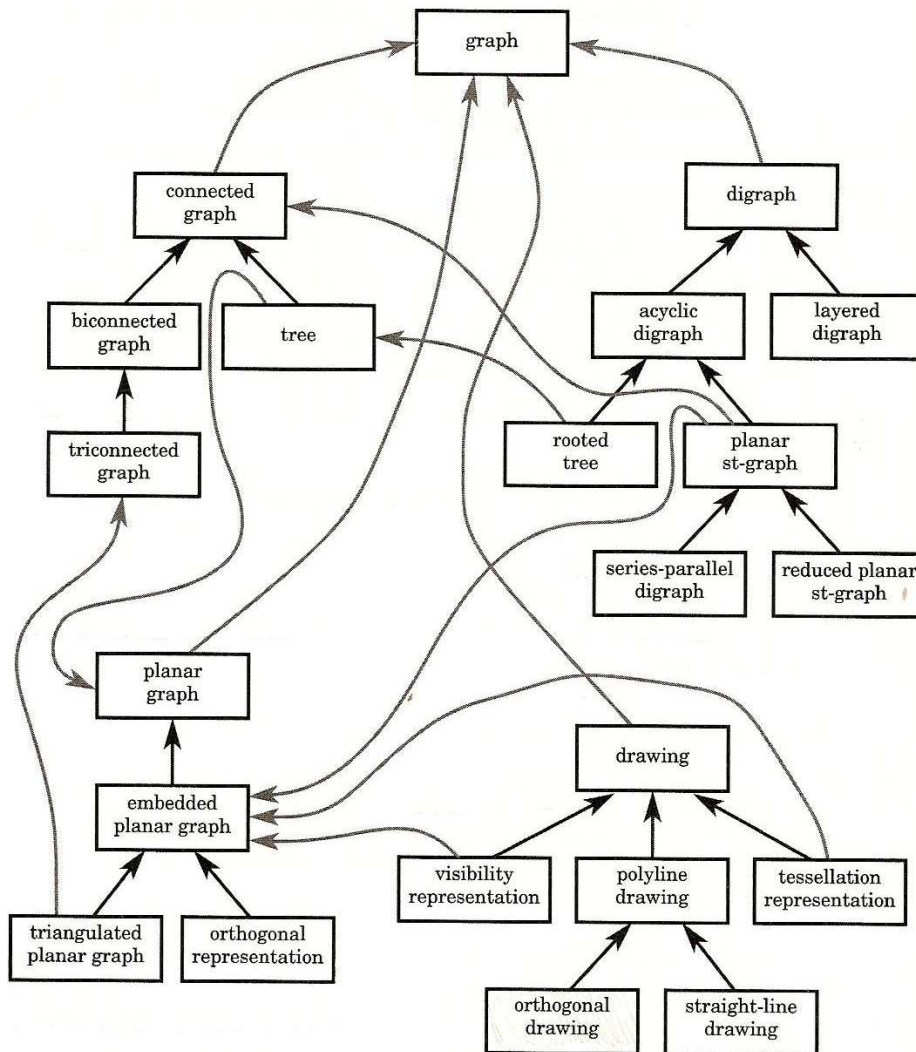 graph
connected
graph
digraph
biconnected
graph
tree
acyclic
digraph
layered
digraph
triconnected
graph
rooted
tree
planar
st-graph
series-parallel
digraph
reduced planar
st-graph
planar
graph
drawing
embedded
planar graph
visibility
representation
polyline
drawing
tessellation
representation
triangulated
planar graph
orthogonal
representation
orthogonal
drawing
straight-line
drawing